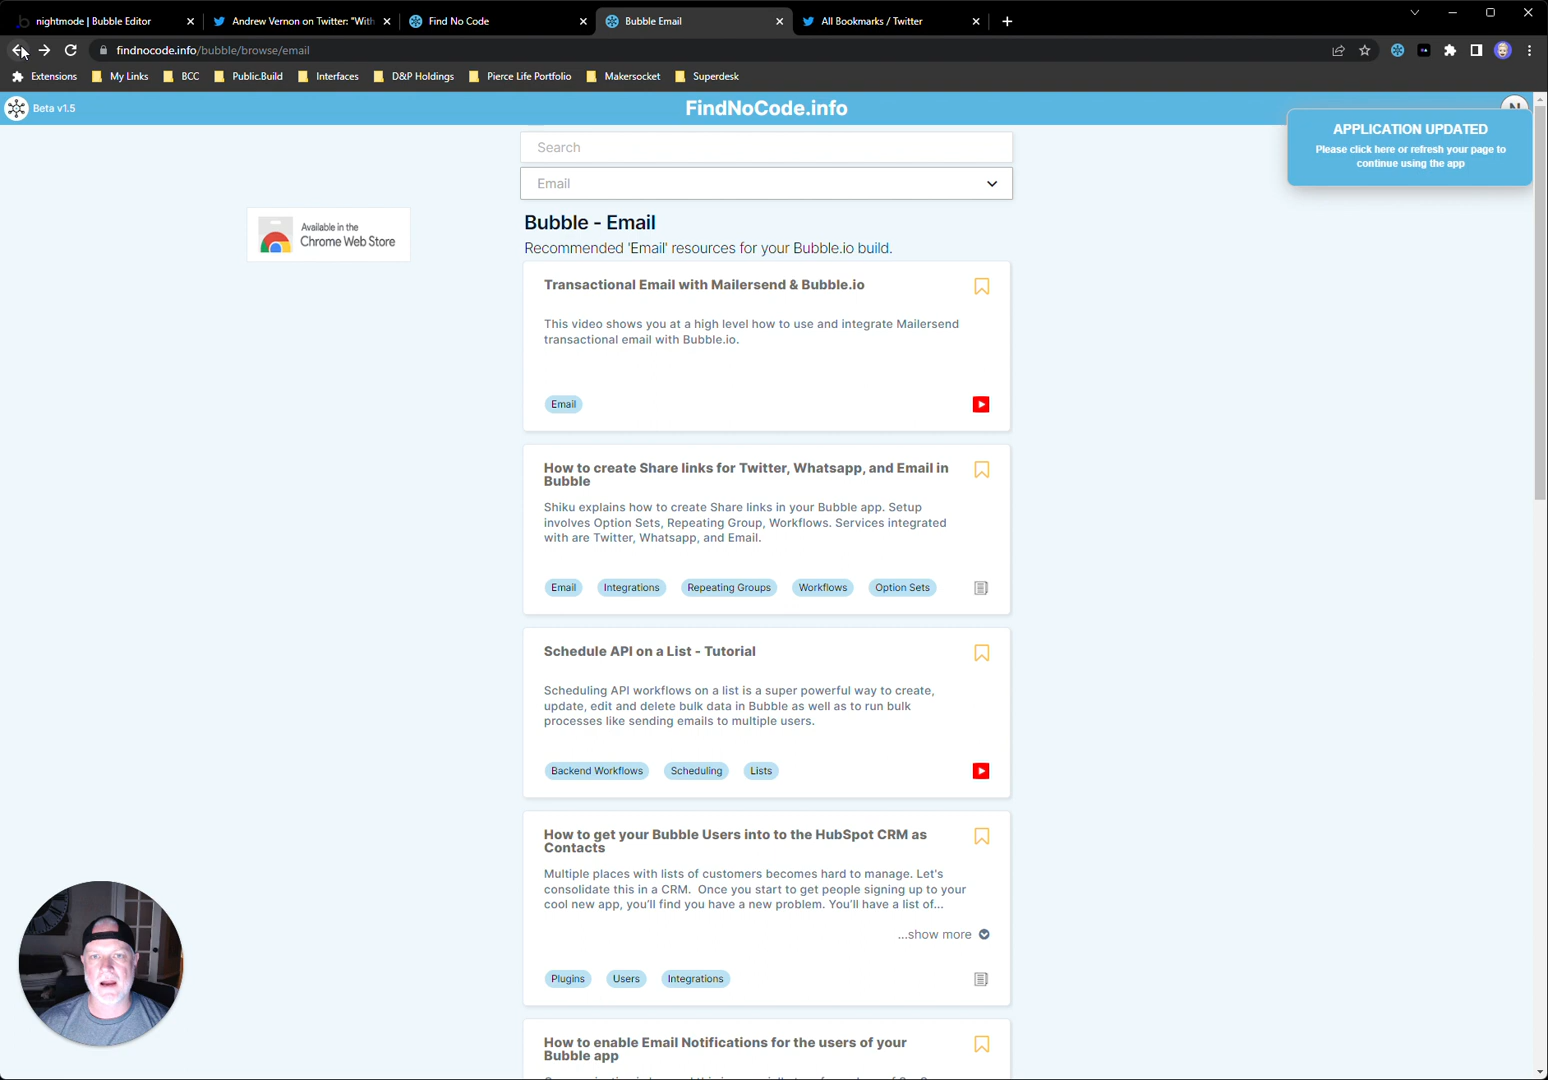 nightmode | Bubble Editor
Andrew Vernon on Twitter: "With
Find No Code
Bubble Email
All Bookmarks / Twitter
findnocode.info/bubble/browse/email
Extensions
My Links
BCC
Public.Build
Interfaces
D&P Holdings
Pierce Life Portfolio
Makersocket
Superdesk
Beta v1.5
FindNoCode.info
N
APPLICATION UPDATED
Please click here or refresh your page to
continue using the app
Search
Email
Available in the
Chrome Web Store
Bubble - Email
Recommended 'Email' resources for your Bubble.io build.
Transactional Email with Mailersend & Bubble.io
This video shows you at a high level how to use and integrate Mailersend
transactional email with Bubble.io.
Email
How to create Share links for Twitter, Whatsapp, and Email in
Bubble
Shiku explains how to create Share links in your Bubble app. Setup
involves Option Sets, Repeating Group, Workflows. Services integrated
with are Twitter, Whatsapp, and Email.
Email Integrations Repeating Groups Workflows Option Sets
Schedule API on a List - Tutorial
Scheduling API workflows on a list is a super powerful way to create,
update, edit and delete bulk data in Bubble as well as to run bulk
processes like sending emails to multiple users.
Backend Workflows Scheduling Lists
How to get your Bubble Users into to the HubSpot CRM as
Contacts
Multiple places with lists of customers becomes hard to manage. Let's
consolidate this in a CRM. Once you start to get people signing up to your
cool new app, you'll find you have a new problem. You'll have a list of...
...show more
Plugins Users Integrations
How to enable Email Notifications for the users of your
Bubble app